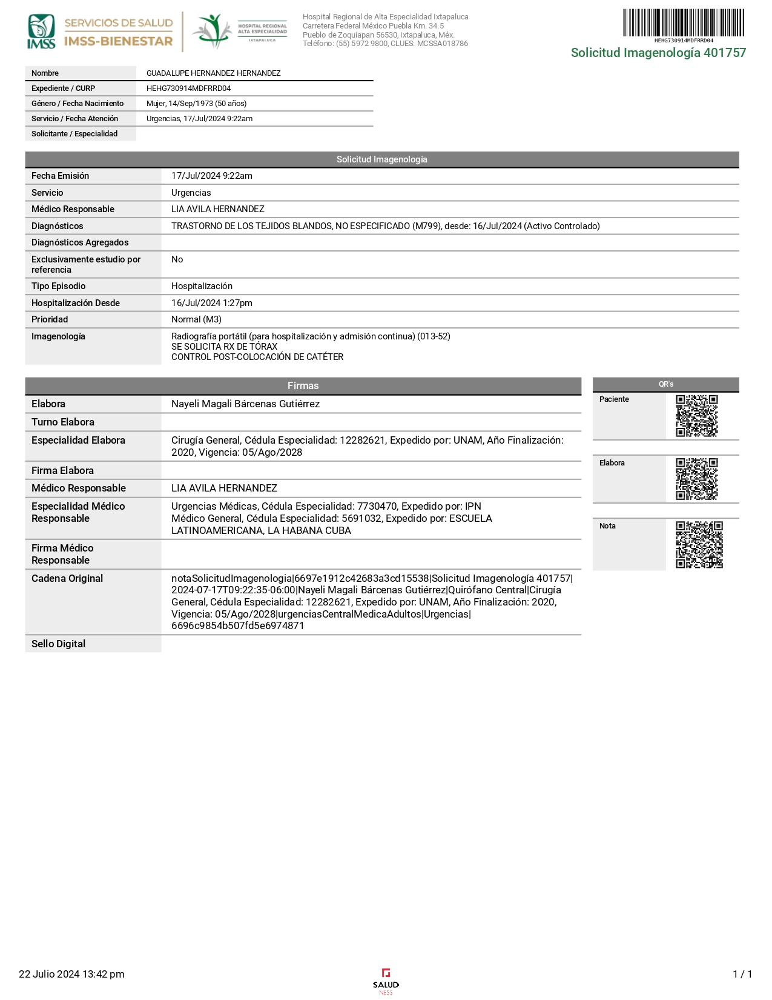 IMSS
SERVICIOS DE SALUD
IMSS-BIENESTAR
HOSPITAL REGIONAL
ALTA ESPECIALIDAD
IXTAPALUCA
Hospital Regional de Alta Especialidad Ixtapaluca
Carretera Federal México Puebla Km. 34.5
Pueblo de Zoquiapan 56530, Ixtapaluca, Méx.
Teléfono: (55) 5972 9800, CLUES: MCSSA018786
HEHG730914MDFRRD04
Solicitud Imagenología 401757
Nombre GUADALUPE HERNANDEZ HERNANDEZ
Expediente / CURP HEHG730914MDFRRD04
Género / Fecha Nacimiento Mujer, 14/Sep/1973 (50 años)
Servicio / Fecha Atención Urgencias, 17/Jul/2024 9:22am
Solicitante / Especialidad
Solicitud Imagenología
Fecha Emisión 17/Jul/2024 9:22am
Servicio Urgencias
Médico Responsable LIA AVILA HERNANDEZ
Diagnósticos TRASTORNO DE LOS TEJIDOS BLANDOS, NO ESPECIFICADO (M799), desde: 16/Jul/2024 (Activo Controlado)
Diagnósticos Agregados
Exclusivamente estudio por No
referencia
Tipo Episodio Hospitalización
Hospitalización Desde 16/Jul/2024 1:27pm
Prioridad Normal (M3)
Imagenología Radiografía portátil (para hospitalización y admisión continua) (013-52)
SE SOLICITA RX DE TÓRAX
CONTROL POST-COLOCACIÓN DE CATÉTER
Firmas
Elabora Nayeli Magali Bárcenas Gutiérrez
Turno Elabora
Especialidad Elabora Cirugía General, Cédula Especialidad: 12282621, Expedido por: UNAM, Año Finalización:
2020, Vigencia: 05/Ago/2028
Firma Elabora
Médico Responsable LIA AVILA HERNANDEZ
Especialidad Médico Urgencias Médicas, Cédula Especialidad: 7730470, Expedido por: IPN
Responsable Médico General, Cédula Especialidad: 5691032, Expedido por: ESCUELA
LATINOAMERICANA, LA HABANA CUBA
Firma Médico
Responsable
Cadena Original notaSolicitudImagenologia|6697e1912c42683a3cd15538|Solicitud Imagenología 401757|
2024-07-17T09:22:35-06:00|Nayeli Magali Bárcenas Gutiérrez|Quirófano Central|Cirugía
General, Cédula Especialidad: 12282621, Expedido por: UNAM, Año Finalización: 2020,
Vigencia: 05/Ago/2028|urgenciasCentralMedicaAdultos|Urgencias|
6696c9854b507fd5e6974871
Sello Digital
QR's
Paciente
Elabora
Nota
22 Julio 2024 13:42 pm
SALUD
NESS
1 / 1